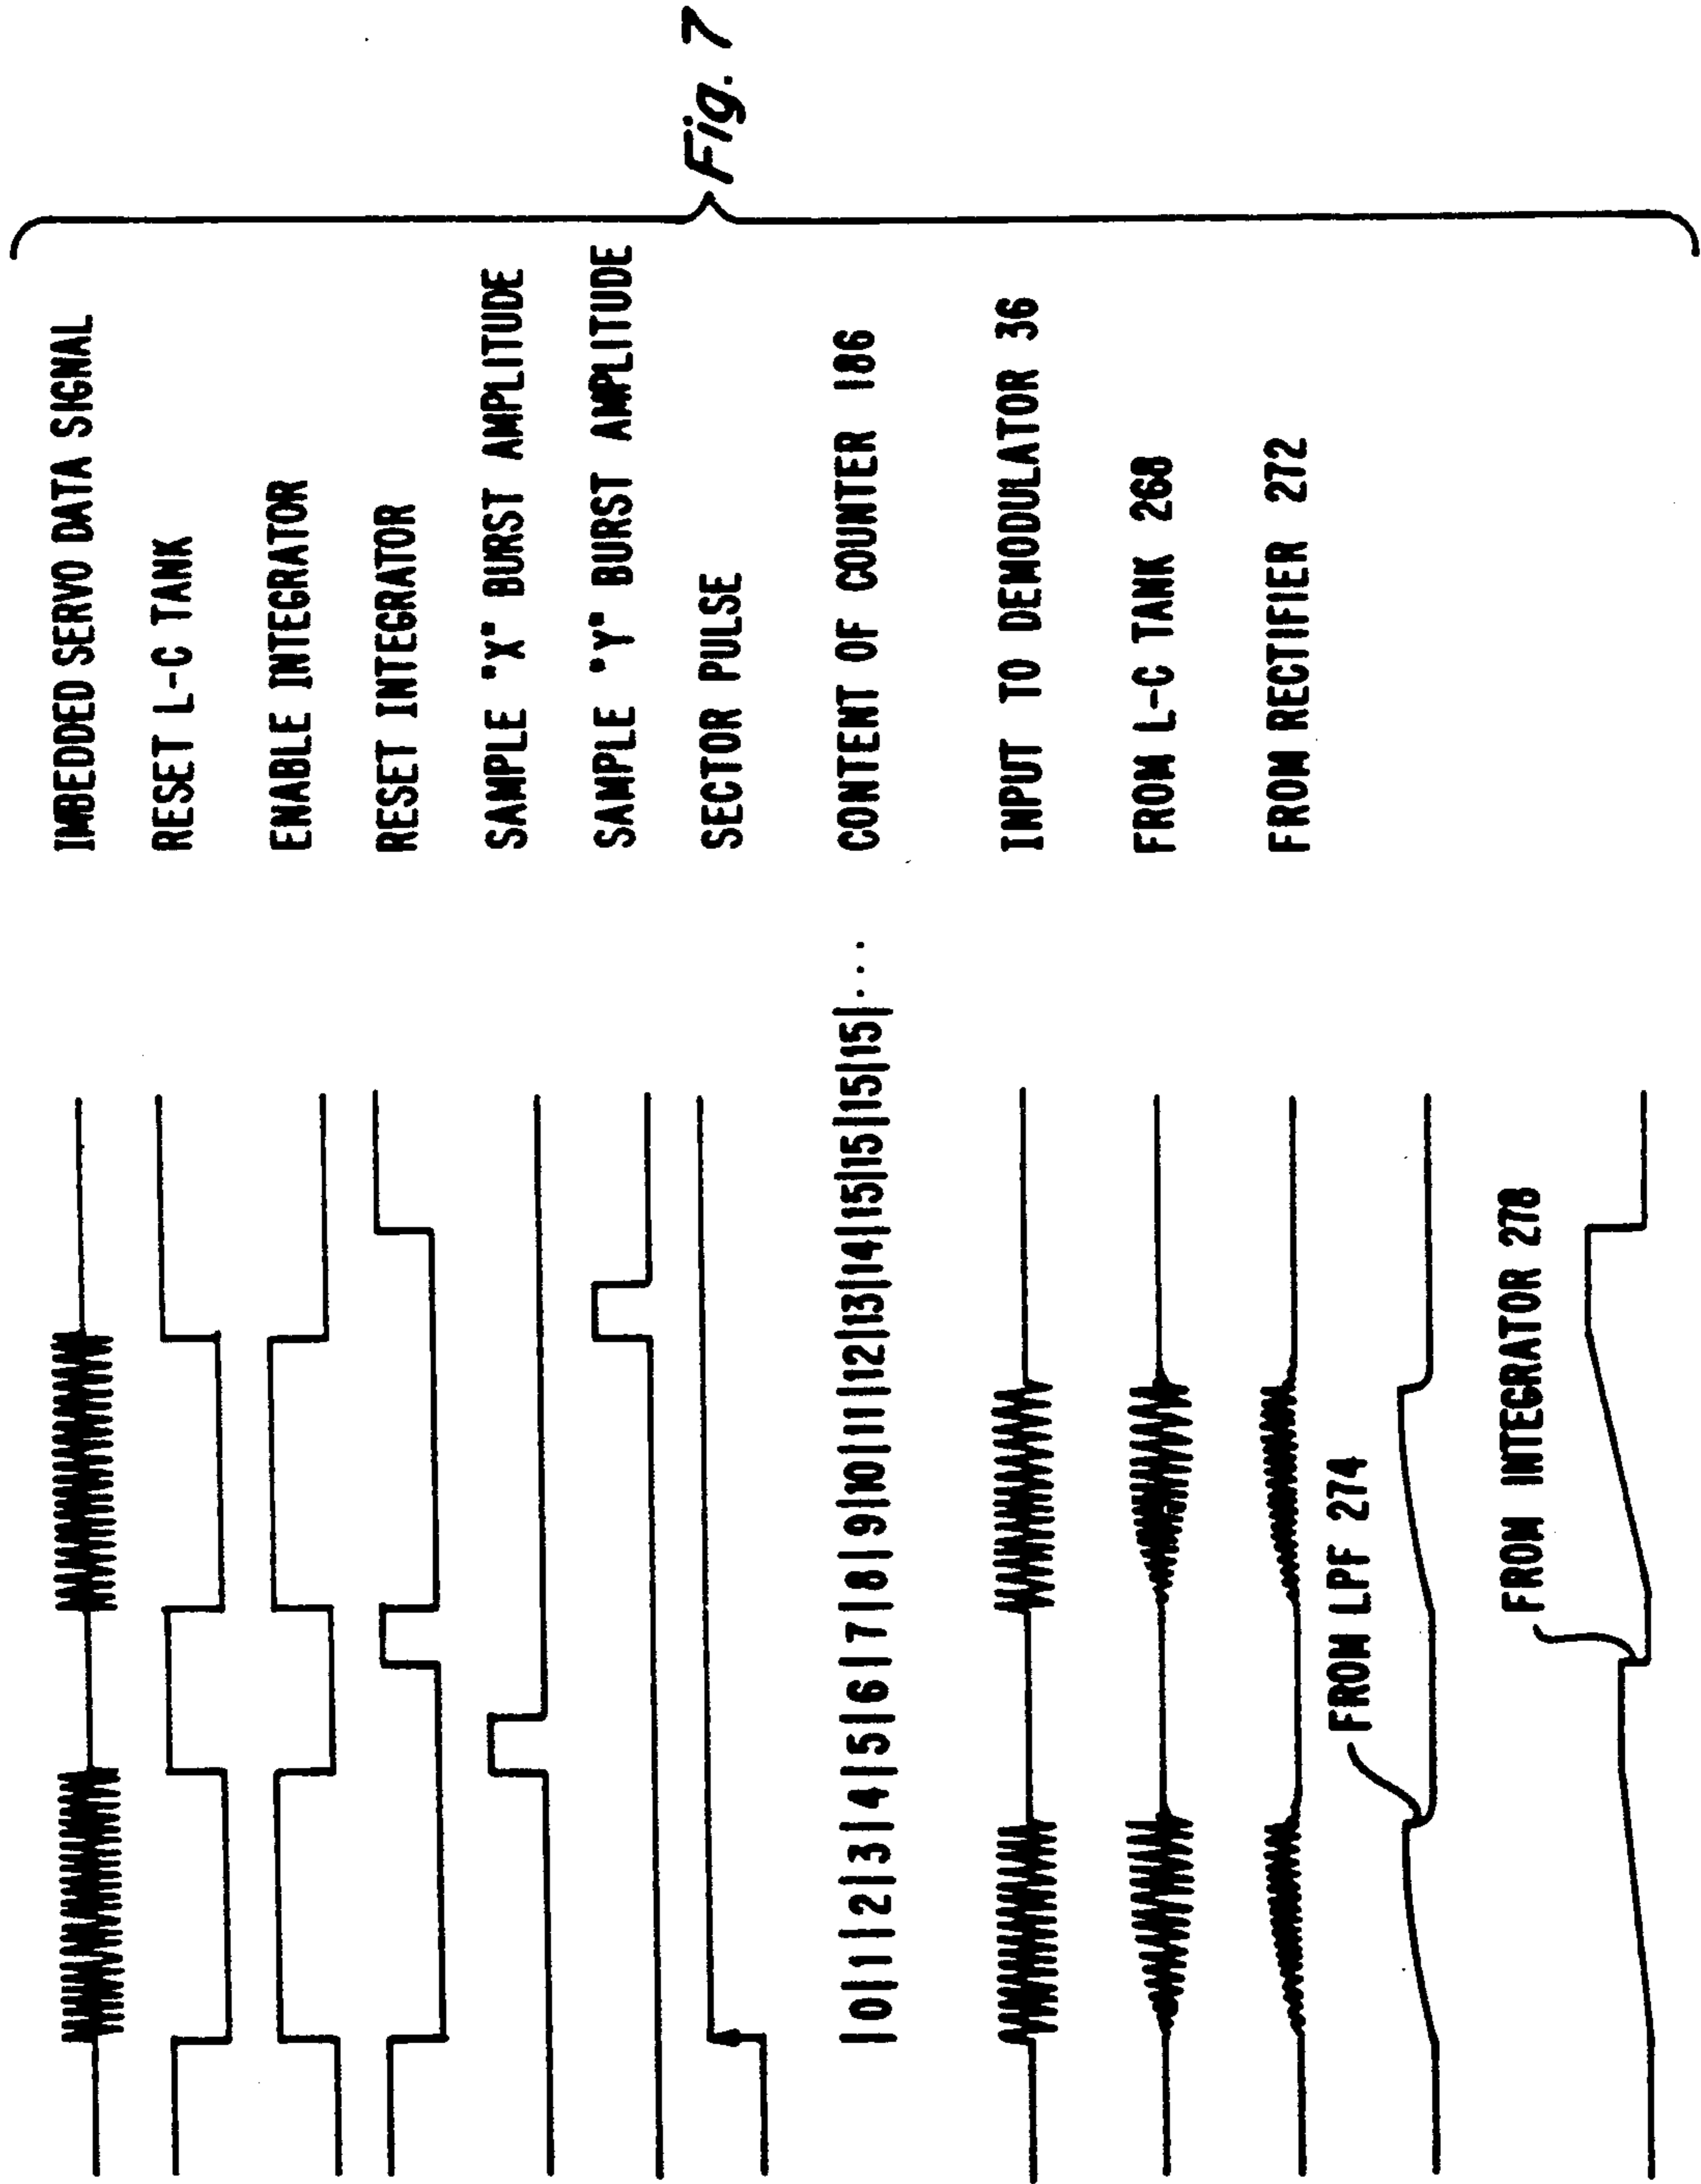 IMBEDDED SERVO DATA SIGNAL
RESET L-C TANK
ENABLE INTEGRATOR
RESET INTEGRATOR
SAMPLE "X" BURST AMPLITUDE
SAMPLE "Y" BURST AMPLITUDE
SECTOR PULSE
|0|1|2|3|4|5|6|7|8|9|10|11|12|13|14|15|15|15|15|... CONTENT OF COUNTER 186
INPUT TO DEMODULATOR 36
FROM L-C TANK 268
FROM RECTIFIER 272
FROM LPF 274
FROM INTEGRATOR 278
Fig. 7